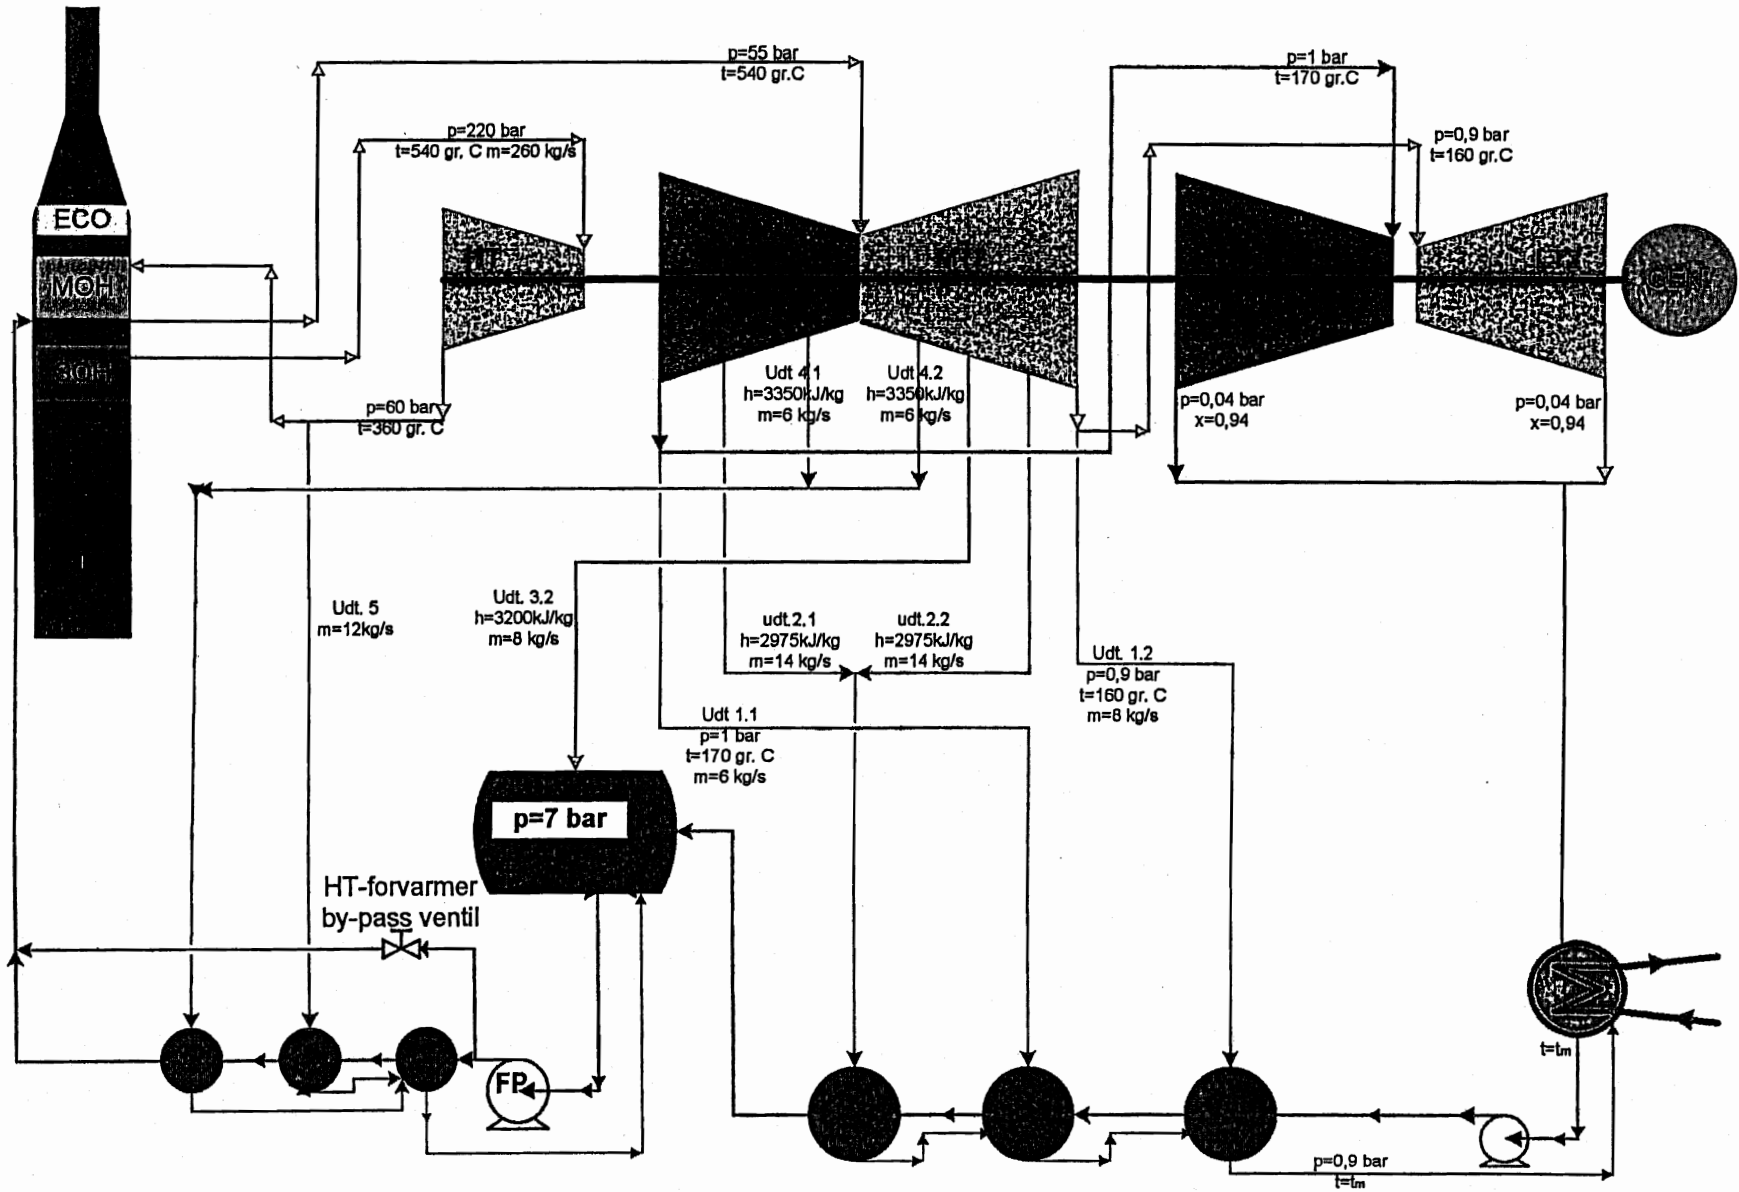 p=55 bar
t=540 gr.C
p=1 bar
t=170 gr.C
p=220 bar
t=540 gr. C m=260 kg/s
p=0,9 bar
t=160 gr.C
ECO
MOH
p=60 bar
t=360 gr. C
Udt 4.1
h=3350kJ/kg
m=6 kg/s
Udt 4.2
h=3350kJ/kg
m=6 kg/s
p=0,04 bar
x=0,94
p=0,04 bar
x=0,94
Udt. 5
m=12kg/s
Udt. 3.2
h=3200kJ/kg
m=8 kg/s
udt.2.1
h=2975kJ/kg
m=14 kg/s
udt.2.2
h=2975kJ/kg
m=14 kg/s
Udt. 1.2
p=0,9 bar
t=160 gr. C
m=8 kg/s
Udt 1.1
p=1 bar
t=170 gr. C
m=6 kg/s
p=7 bar
HT-forvarmer
by-pass ventil
FP
t=tm
p=0,9 bar
t=tm